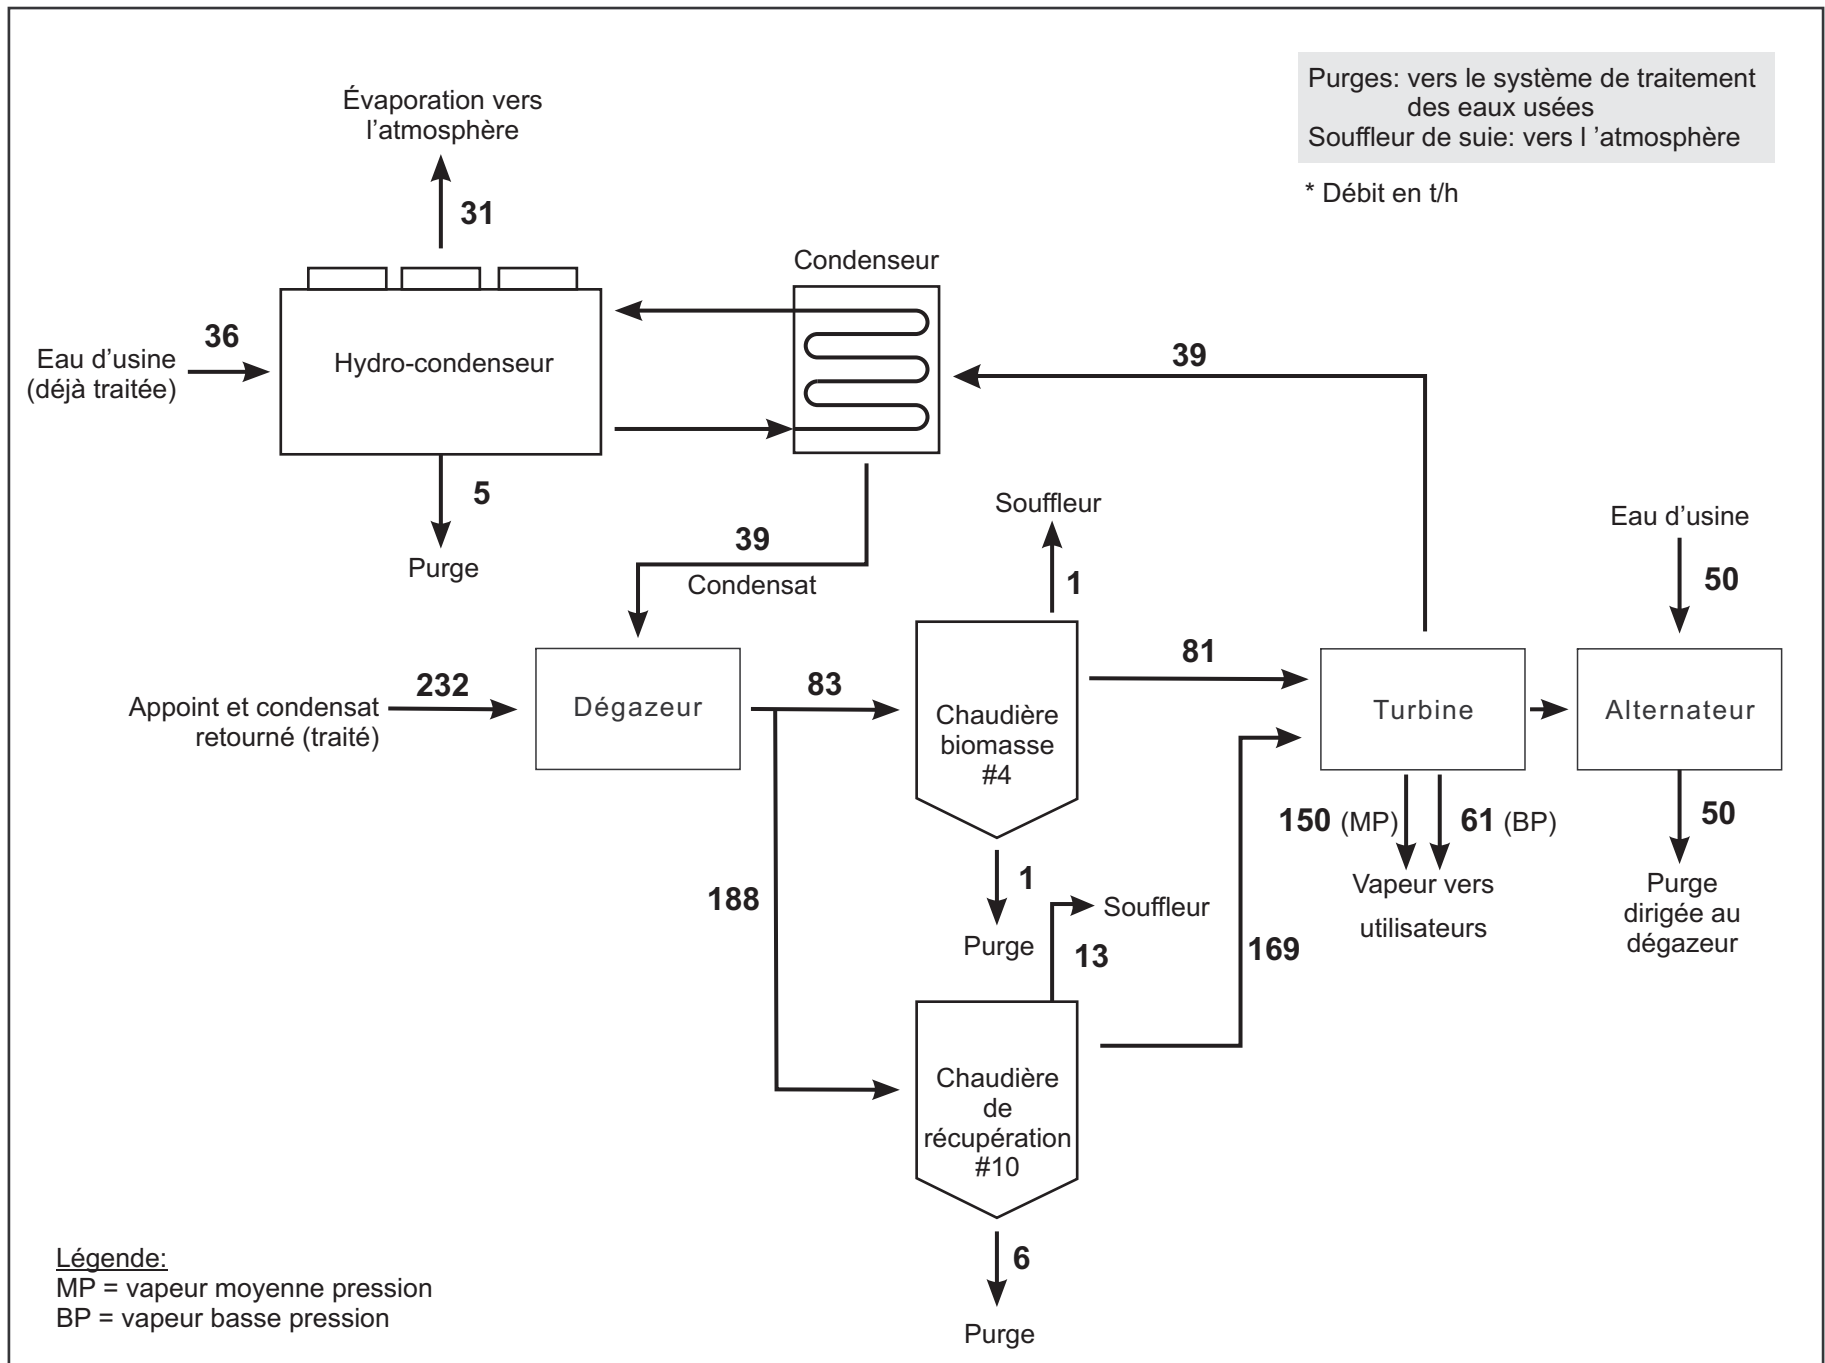 Purges: vers le système de traitement
des eaux usées
Souffleur de suie: vers l ’atmosphère
* Débit en t/h
Évaporation vers
l’atmosphère
31
Condenseur
36
Eau d’usine
(déjà traitée)
Hydro-condenseur
39
5
Purge
39
Condensat
Souffleur
1
Eau d’usine
50
232
Appoint et condensat
retourné (traité)
Dégazeur
83
Chaudière
biomasse
#4
81
Turbine
Alternateur
150 (MP)
61 (BP)
50
Vapeur vers
utilisateurs
Purge
dirigée au
dégazeur
1
Purge
188
Souffleur
13
169
Chaudière
de
récupération
#10
6
Purge
Légende:
MP = vapeur moyenne pression
BP = vapeur basse pression